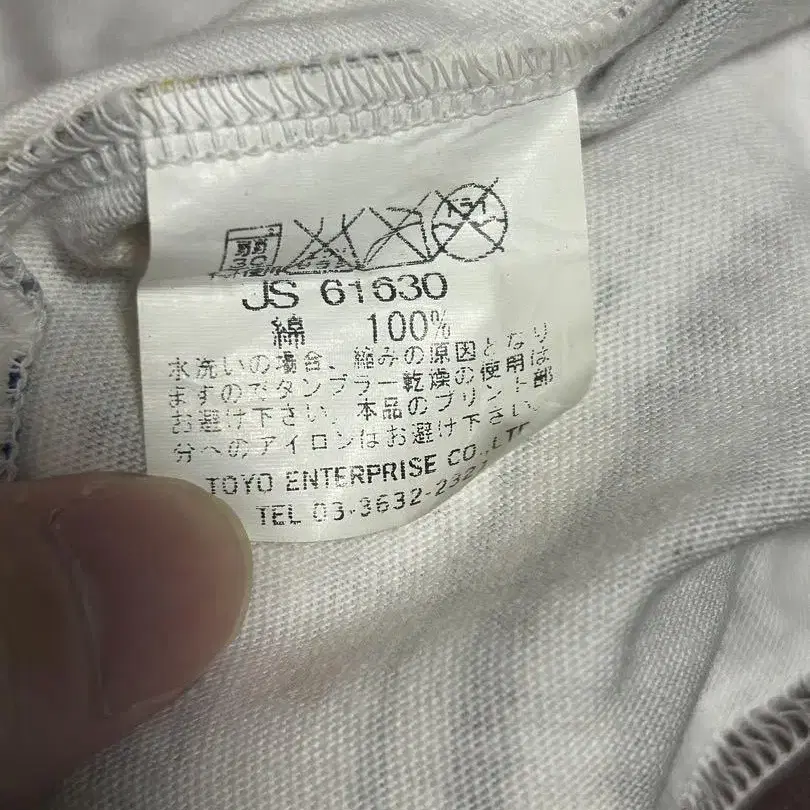 ドライ
JS 61630
綿 100%
水洗いの場合、縮みの原因となり
ますのでタンブラー乾燥の使用は
お避け下さい。本品のプリント部
分へのアイロンはお避け下さい。
TOYO ENTERPRISE CO.,LTD
TEL 03-3632-232